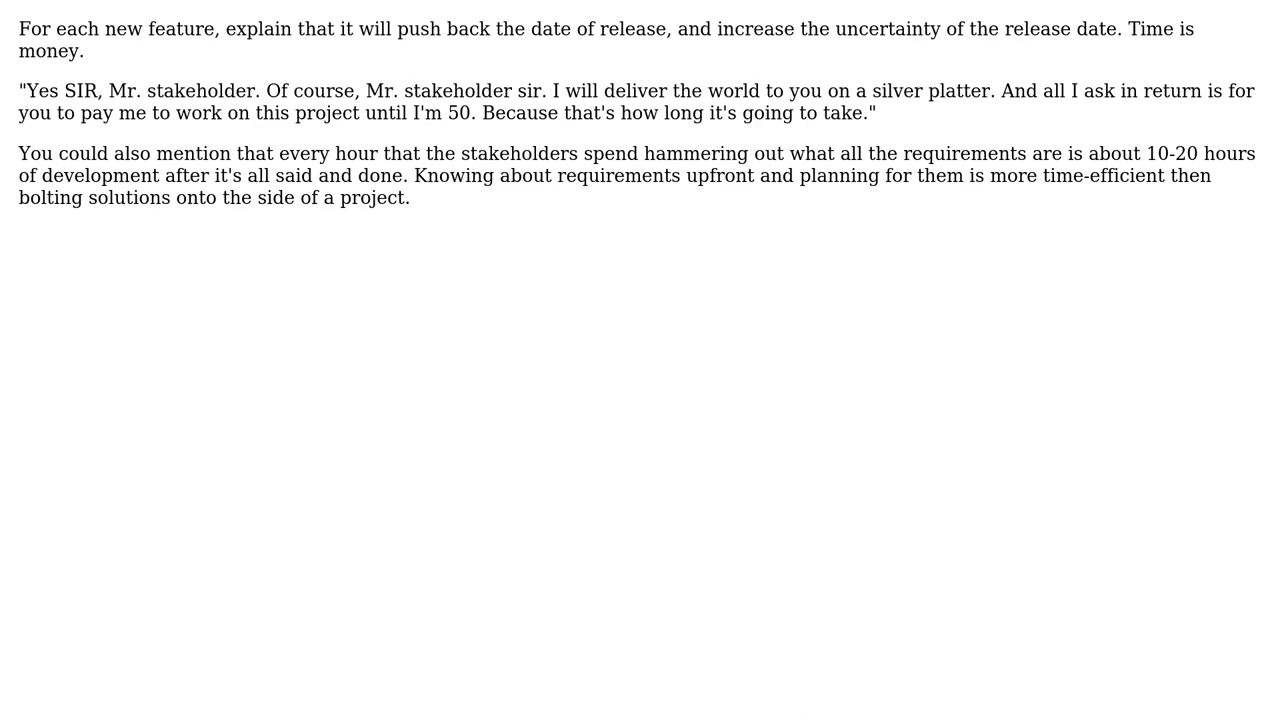 For each new feature, explain that it will push back the date of release, and increase the uncertainty of the release date. Time is
money.
"Yes SIR, Mr. stakeholder. Of course, Mr. stakeholder sir. I will deliver the world to you on a silver platter. And all I ask in return is for
you to pay me to work on this project until I'm 50. Because that's how long it's going to take."
You could also mention that every hour that the stakeholders spend hammering out what all the requirements are is about 10-20 hours
of development after it's all said and done. Knowing about requirements upfront and planning for them is more time-efficient then
bolting solutions onto the side of a project.